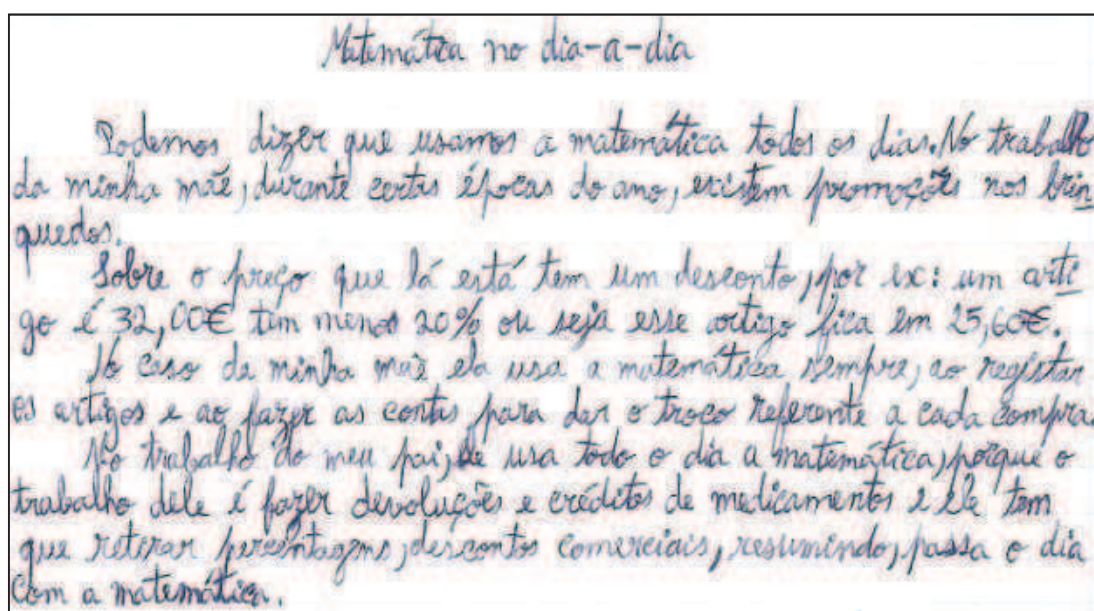 Matemática no dia-a-dia
Podemos dizer que usamos a matemática todos os dias. No trabalho
da minha mãe, durante certas épocas do ano, existem promoções nos brin
quedos.
Sobre o preço que lá está tem um desconto, por ex: um arti
go é 32,00€ tem menos 20% ou seja esse artigo fica em 25,60€.
No caso da minha mãe ela usa a matemática sempre, ao registar
os artigos e ao fazer as contas para dar o troco referente a cada compra.
No trabalho do meu pai, ele usa todo o dia a matemática, porque o
trabalho dele é fazer devoluções e créditos de medicamentos e ele tem
que retirar percentagens, descontos comerciais, resumindo, passa o dia
com a matemática.